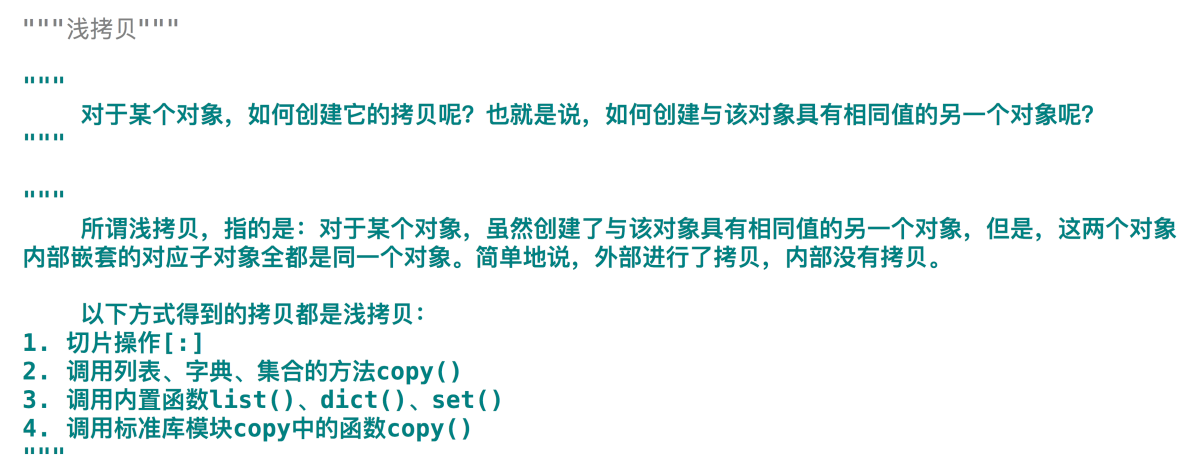 """浅拷贝"""
"""
对于某个对象，如何创建它的拷贝呢？也就是说，如何创建与该对象具有相同值的另一个对象呢？
"""
"""
所谓浅拷贝，指的是：对于某个对象，虽然创建了与该对象具有相同值的另一个对象，但是，这两个对象
内部嵌套的对应子对象全都是同一个对象。简单地说，外部进行了拷贝，内部没有拷贝。
以下方式得到的拷贝都是浅拷贝：
1. 切片操作[:]
2. 调用列表、字典、集合的方法copy()
3. 调用内置函数list()、dict()、set()
4. 调用标准库模块copy中的函数copy()
"""